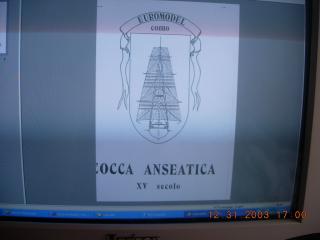 EUROMODEL
como
COCCA ANSEATICA
XV secolo
12 31 2003 17 00